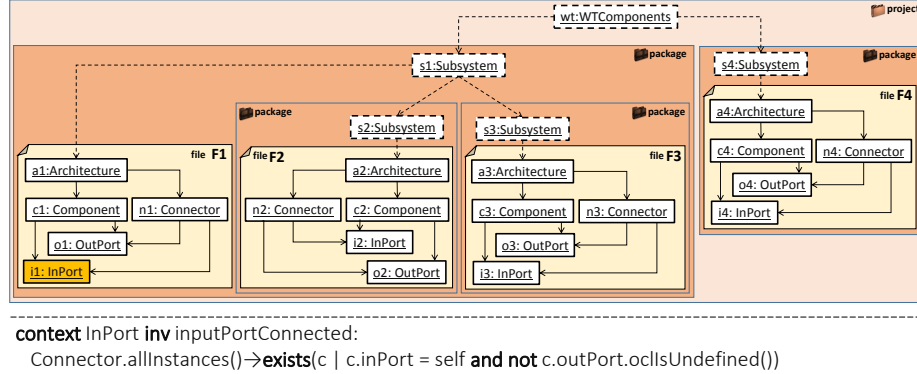 project
wt:WTComponents
package
package
s1:Subsystem
s4:Subsystem
package
package
file F4
s2:Subsystem
s3:Subsystem
a4:Architecture
file F1
file F2
file F3
c4: Component
n4: Connector
a1:Architecture
a2:Architecture
a3:Architecture
o4: OutPort
c1: Component
n1: Connector
n2: Connector
c2: Component
c3: Component
n3: Connector
i4: InPort
o1: OutPort
i2: InPort
o3: OutPort
i1: InPort
o2: OutPort
i3: InPort
context InPort inv inputPortConnected:
Connector.allInstances()→exists(c | c.inPort = self and not c.outPort.oclIsUndefined())